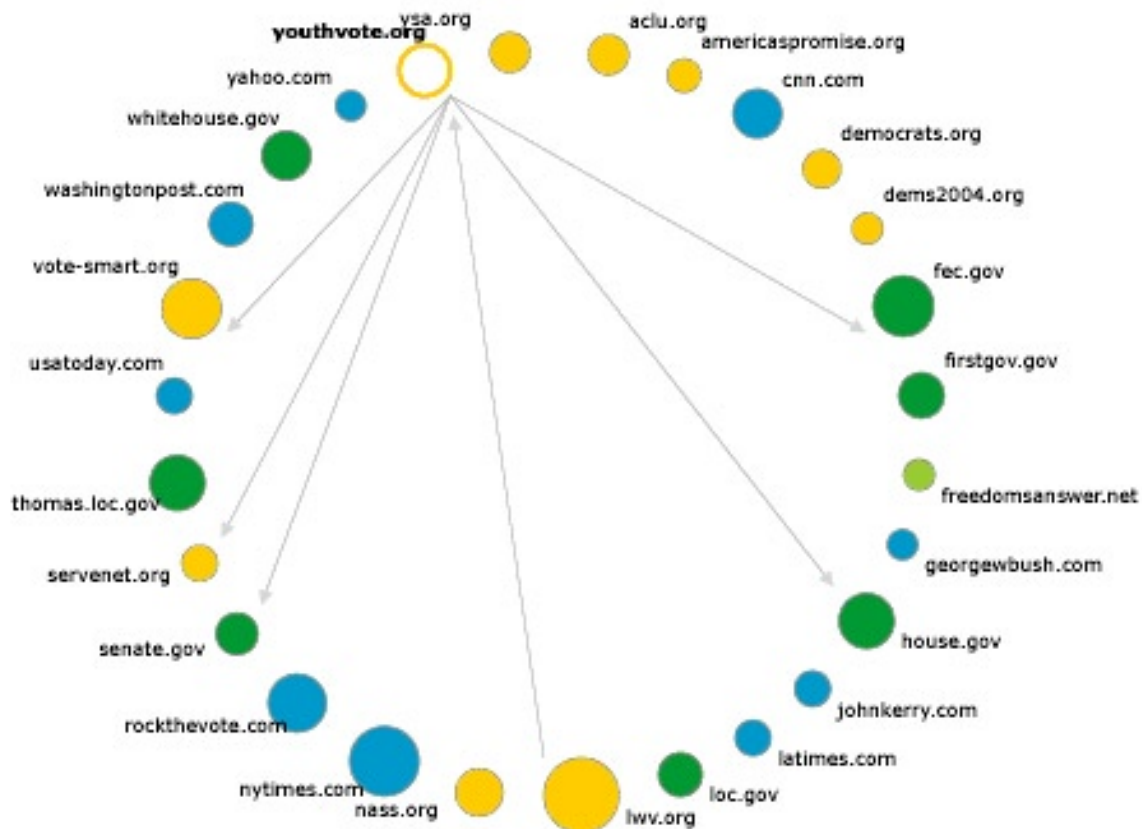 ysa.org
aclu.org
youthvote.org
americaspromise.org
yahoo.com
cnn.com
whitehouse.gov
democrats.org
washingtonpost.com
dems2004.org
vote-smart.org
fec.gov
usatoday.com
firstgov.gov
thomas.loc.gov
freedomsanswer.net
servenet.org
georgewbush.com
senate.gov
house.gov
rockthevote.com
johnkerry.com
latimes.com
nytimes.com
loc.gov
nass.org
lwv.org